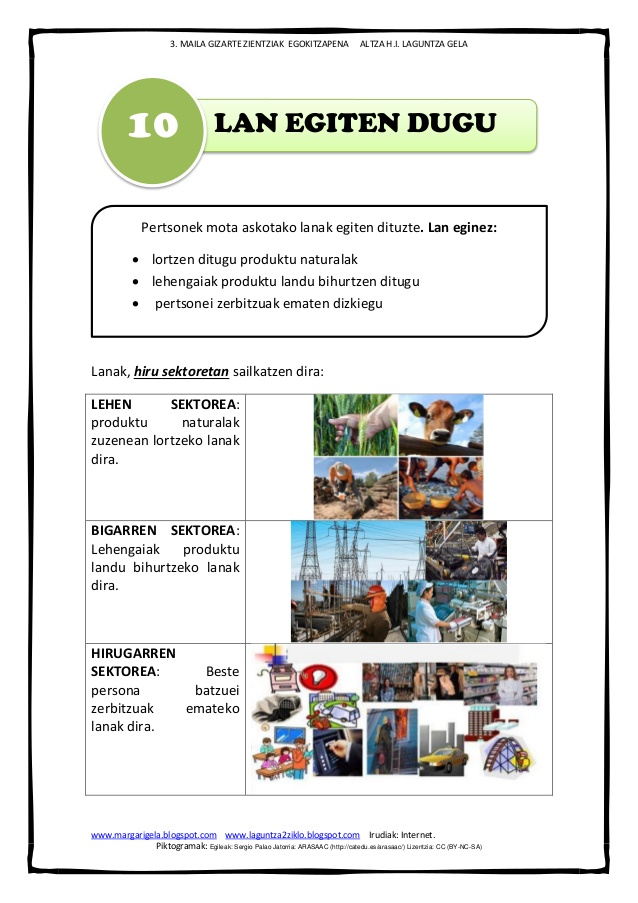 3. MAILA GIZARTE ZIENTZIAK EGOKITZAPENA ALTZA H.I. LAGUNTZA GELA
10
LAN EGITEN DUGU
Pertsonek mota askotako lanak egiten dituzte. Lan eginez:
• lortzen ditugu produktu naturalak
• lehengaiak produktu landu bihurtzen ditugu
• pertsonei zerbitzuak ematen dizkiegu
Lanak, hiru sektoretan sailkatzen dira:
LEHEN SEKTOREA:
produktu naturalak
zuzenean lortzeko lanak
dira.
BIGARREN SEKTOREA:
Lehengaiak produktu
landu bihurtzeko lanak
dira.
HIRUGARREN
SEKTOREA: Beste
persona batzuei
zerbitzuak emateko
lanak dira.
www.margarigela.blogspot.com www.laguntza2ziklo.blogspot.com Irudiak: Internet.
Piktogramak: Egileak: Sergio Palao Jatorria: ARASAAC (http://catedu.es/arasaac/) Lizentzia: CC (BY-NC-SA)